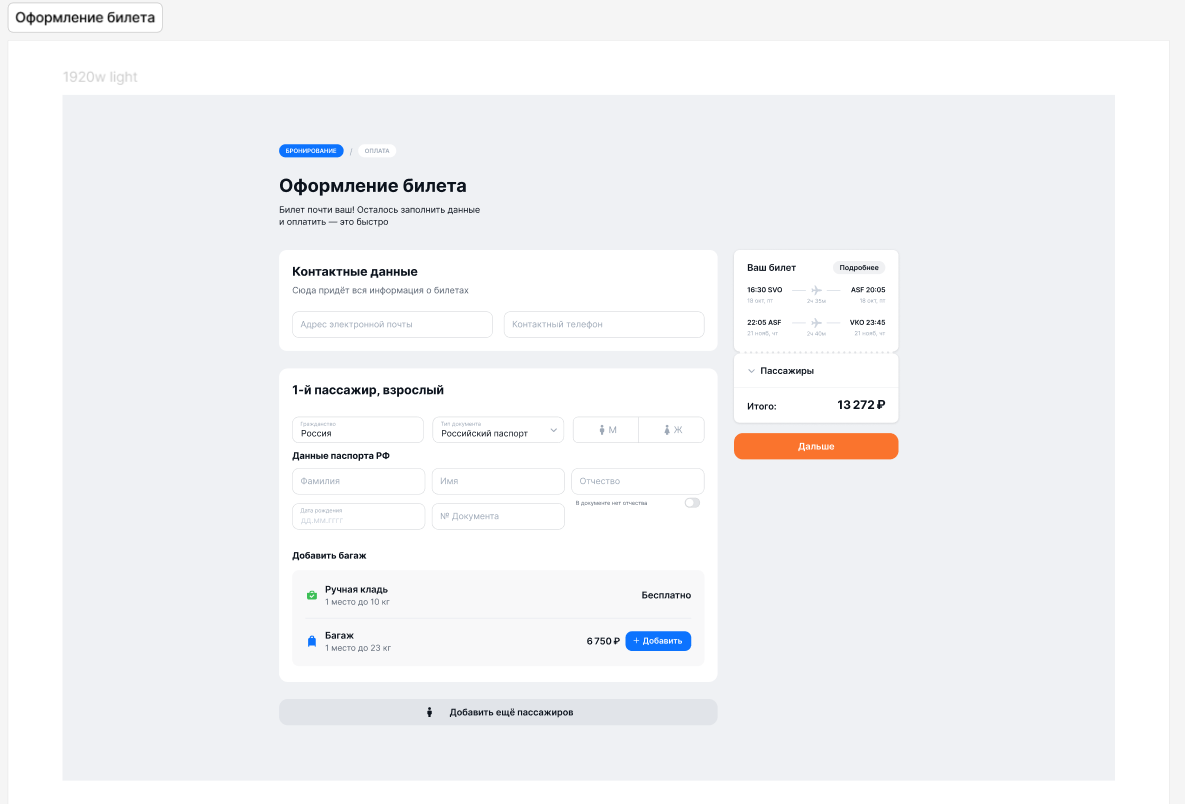 Оформление билета
1920w light
БРОНИРОВАНИЕ / ОПЛАТА
Оформление билета
Билет почти ваш! Осталось заполнить данные
и оплатить — это быстро
Контактные данные
Сюда придёт вся информация о билетах
Адрес электронной почты
Контактный телефон
1-й пассажир, взрослый
Гражданство
Россия
Тип документа
Российский паспорт
М
Ж
Данные паспорта РФ
Фамилия
Имя
Отчество
В документе нет отчества
Дата рождения
ДД.ММ.ГГГГ
№ Документа
Добавить багаж
Ручная кладь
1 место до 10 кг
Бесплатно
Багаж
1 место до 23 кг
6 750 ₽
+ Добавить
Добавить ещё пассажиров
Ваш билет
Подробнее
16:30 SVO
ASF 20:05
18 окт, пт
2ч 35м
18 окт, пт
22:05 ASF
VKO 23:45
21 нояб, чт
2ч 40м
21 нояб, чт
Пассажиры
Итого:
13 272 ₽
Дальше